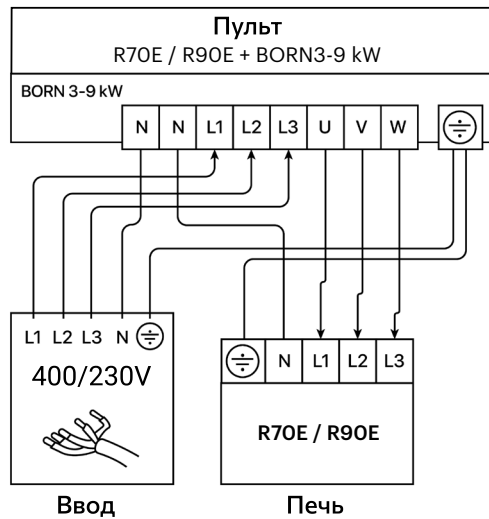 Пульт
R70E / R90E + BORN3-9 kW
BORN 3-9 kW
N N L1 L2 L3 U V W
L1 L2 L3 N
400/230V
N L1 L2 L3
R70E / R90E
Ввод Печь